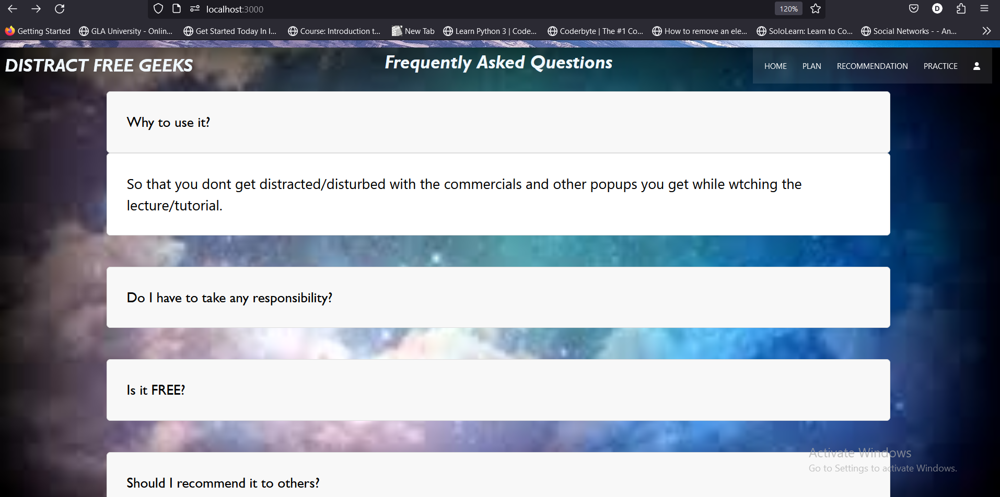 localhost:3000
120%
Getting Started
GLA University - Onlin...
Get Started Today In I...
Course: Introduction t...
New Tab
Learn Python 3 | Code...
Coderbyte | The #1 Co...
How to remove an ele...
SoloLearn: Learn to Co...
Social Networks - - An...
DISTRACT FREE GEEKS
Frequently Asked Questions
HOME
PLAN
RECOMMENDATION
PRACTICE
Why to use it?
So that you dont get distracted/disturbed with the commercials and other popups you get while wtching the
lecture/tutorial.
Do I have to take any responsibility?
Is it FREE?
Should I recommend it to others?
Activate Windows
Go to Settings to activate Windows.